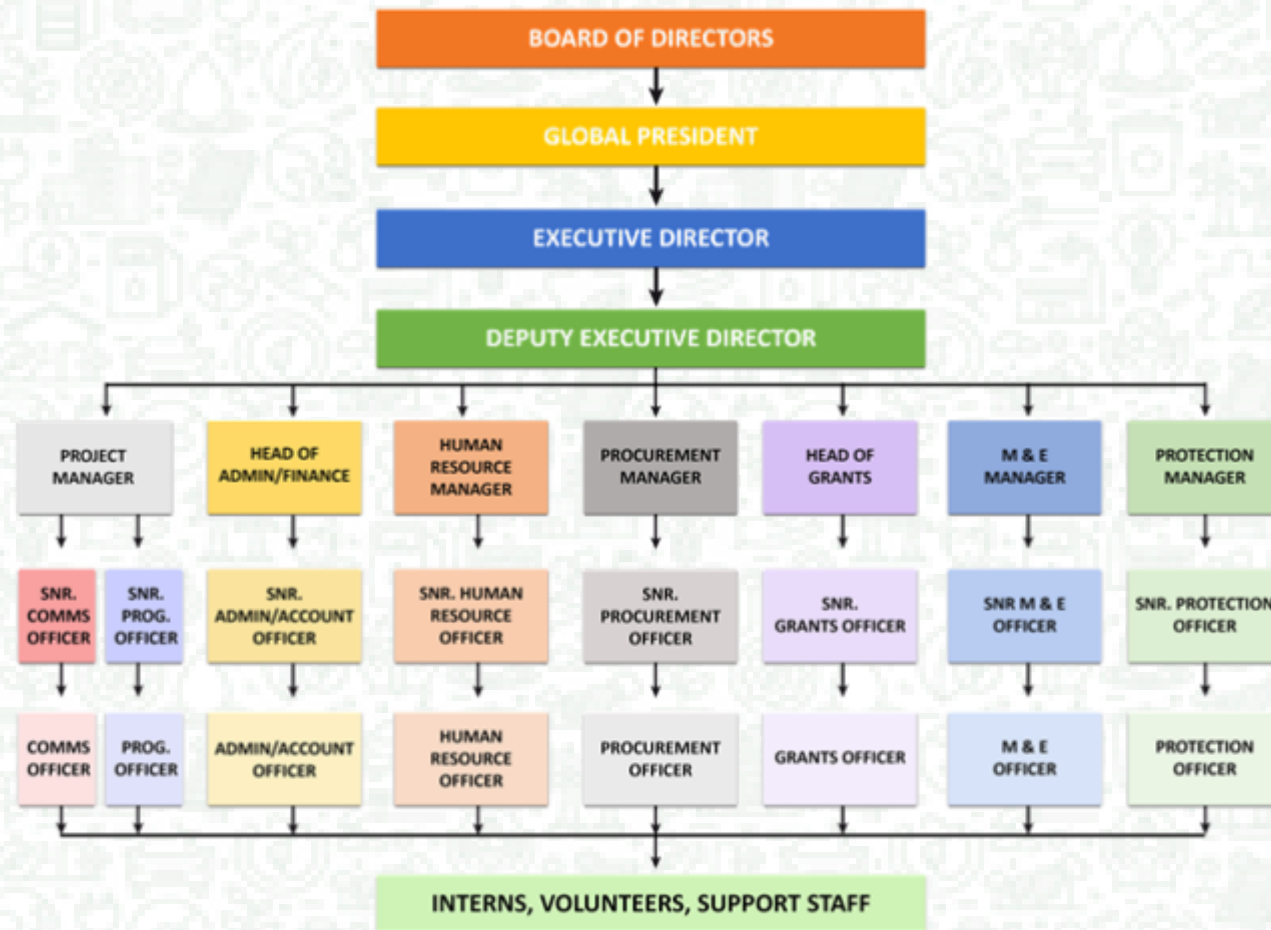 BOARD OF DIRECTORS
GLOBAL PRESIDENT
EXECUTIVE DIRECTOR
DEPUTY EXECUTIVE DIRECTOR
PROJECT
MANAGER
HEAD OF
ADMIN/FINANCE
HUMAN
RESOURCE
MANAGER
PROCUREMENT
MANAGER
HEAD OF
GRANTS
M & E
MANAGER
PROTECTION
MANAGER
SNR.
COMMS
OFFICER
SNR.
PROG.
OFFICER
SNR.
ADMIN/ACCOUNT
OFFICER
SNR. HUMAN
RESOURCE
OFFICER
SNR.
PROCUREMENT
OFFICER
SNR.
GRANTS OFFICER
SNR M & E
OFFICER
SNR. PROTECTION
OFFICER
COMMS
OFFICER
PROG.
OFFICER
ADMIN/ACCOUNT
OFFICER
HUMAN
RESOURCE
OFFICER
PROCUREMENT
OFFICER
GRANTS OFFICER
M & E
OFFICER
PROTECTION
OFFICER
INTERNS, VOLUNTEERS, SUPPORT STAFF